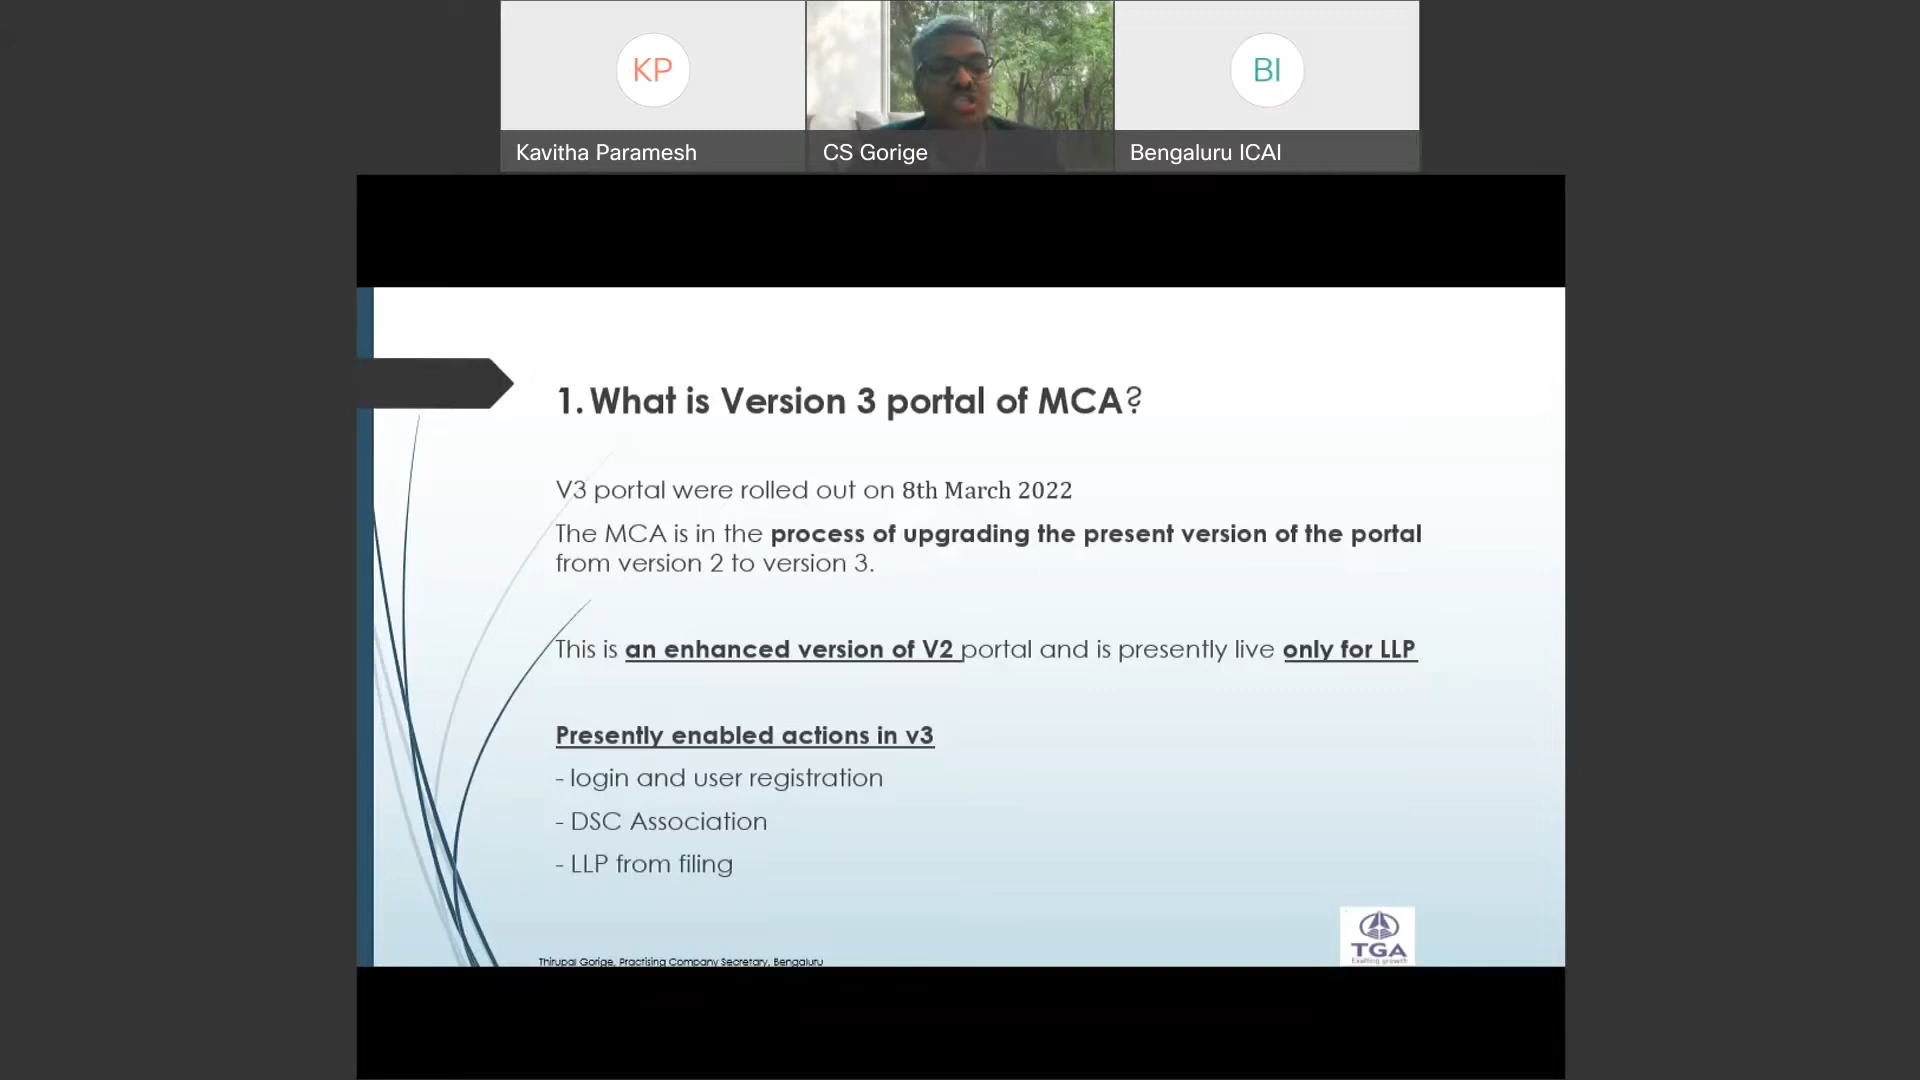 KP
BI
Kavitha Paramesh
CS Gorige
Bengaluru ICAI
1. What is Version 3 portal of MCA?
V3 portal were rolled out on 8th March 2022
The MCA is in the process of upgrading the present version of the portal
from version 2 to version 3.
This is an enhanced version of V2 portal and is presently live only for LLP
Presently enabled actions in v3
- login and user registration
- DSC Association
- LLP from filing
TGA
Exalting growth
Thirupal Gorige, Practising Company Secretary, Bengaluru